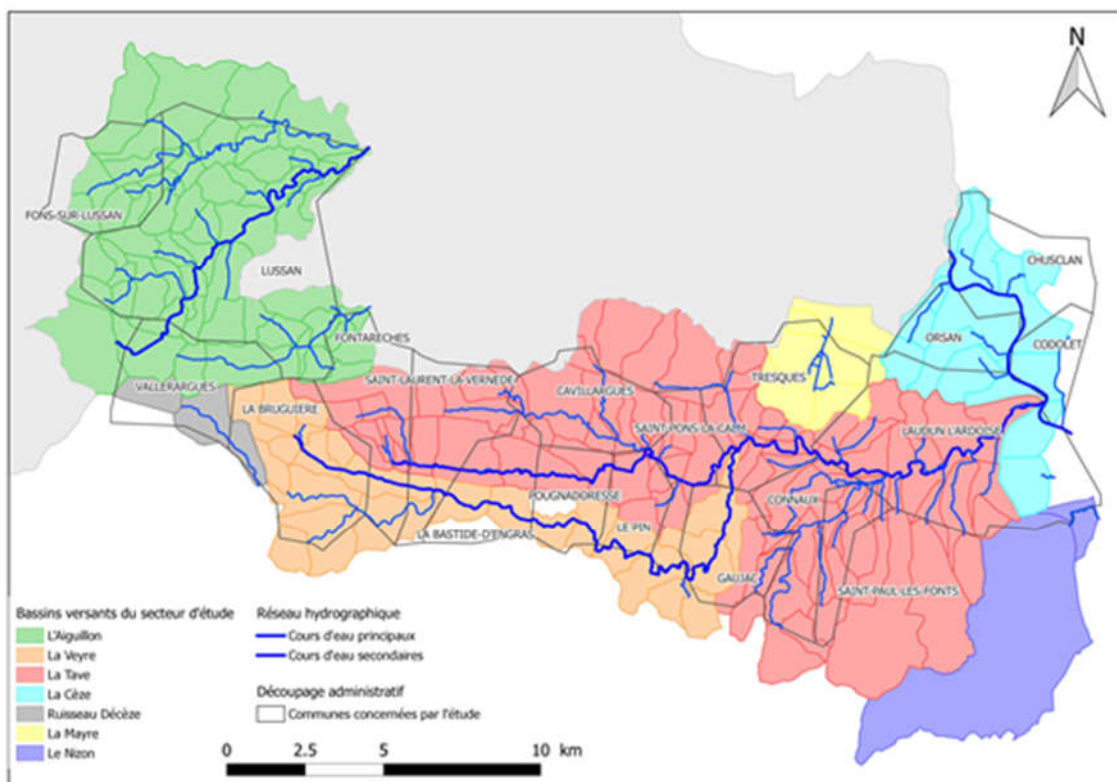 N
FONS-SUR-LUSSAN
LUSSAN
CHUSCLAN
FONTARECHES
ORSAN
CODOLET
VALLERARGUES
SAINT-LAURENT-LA-VERNEDE
CAVILLARGUES
TRESQUES
LA BRUGUIERE
SAINT-PONS-LA-CALM
LAUDUN L'ARDOISE
POUGNADORESSE
CONNAUX
LA BASTIDE-D'ENGRAS
LE PIN
GAUJAC
SAINT-PAUL-LES-FONTS
Bassins versants du secteur d'étude
L'Aiguillon
La Veyre
La Tave
La Cèze
Ruisseau Décèze
La Mayre
Le Nizon
Réseau hydrographique
Cours d'eau principaux
Cours d'eau secondaires
Découpage administratif
Communes concernées par l'étude
0 2.5 5 10 km